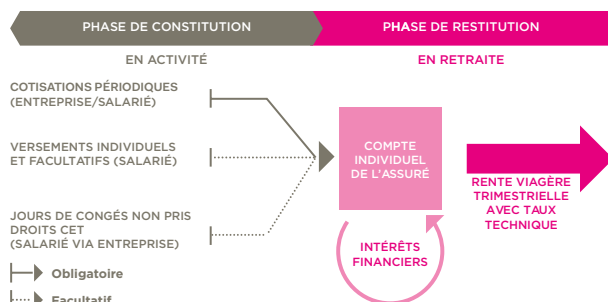 PHASE DE CONSTITUTION
PHASE DE RESTITUTION
EN ACTIVITÉ
EN RETRAITE
COTISATIONS PÉRIODIQUES
(ENTREPRISE/SALARIÉ)
VERSEMENTS INDIVIDUELS
ET FACULTATIFS (SALARIÉ)
JOURS DE CONGÉS NON PRIS
DROITS CET
(SALARIÉ VIA ENTREPRISE)
COMPTE
INDIVIDUEL
DE L'ASSURÉ
INTÉRÊTS
FINANCIERS
RENTE VIAGÈRE
TRIMESTRIELLE
AVEC TAUX
TECHNIQUE
Obligatoire
Facultatif